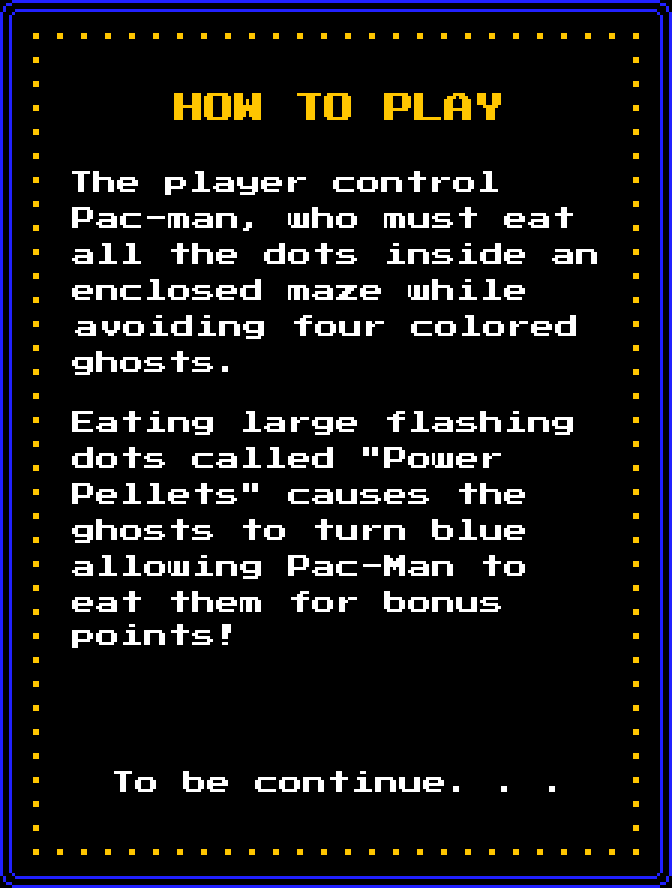 HOW TO PLAY
The player control
Pac-man, who must eat
all the dots inside an
enclosed maze while
avoiding four colored
ghosts.
Eating large flashing
dots called "Power
Pellets" causes the
ghosts to turn blue
allowing Pac-Man to
eat them for bonus
points!
To be continue. . .